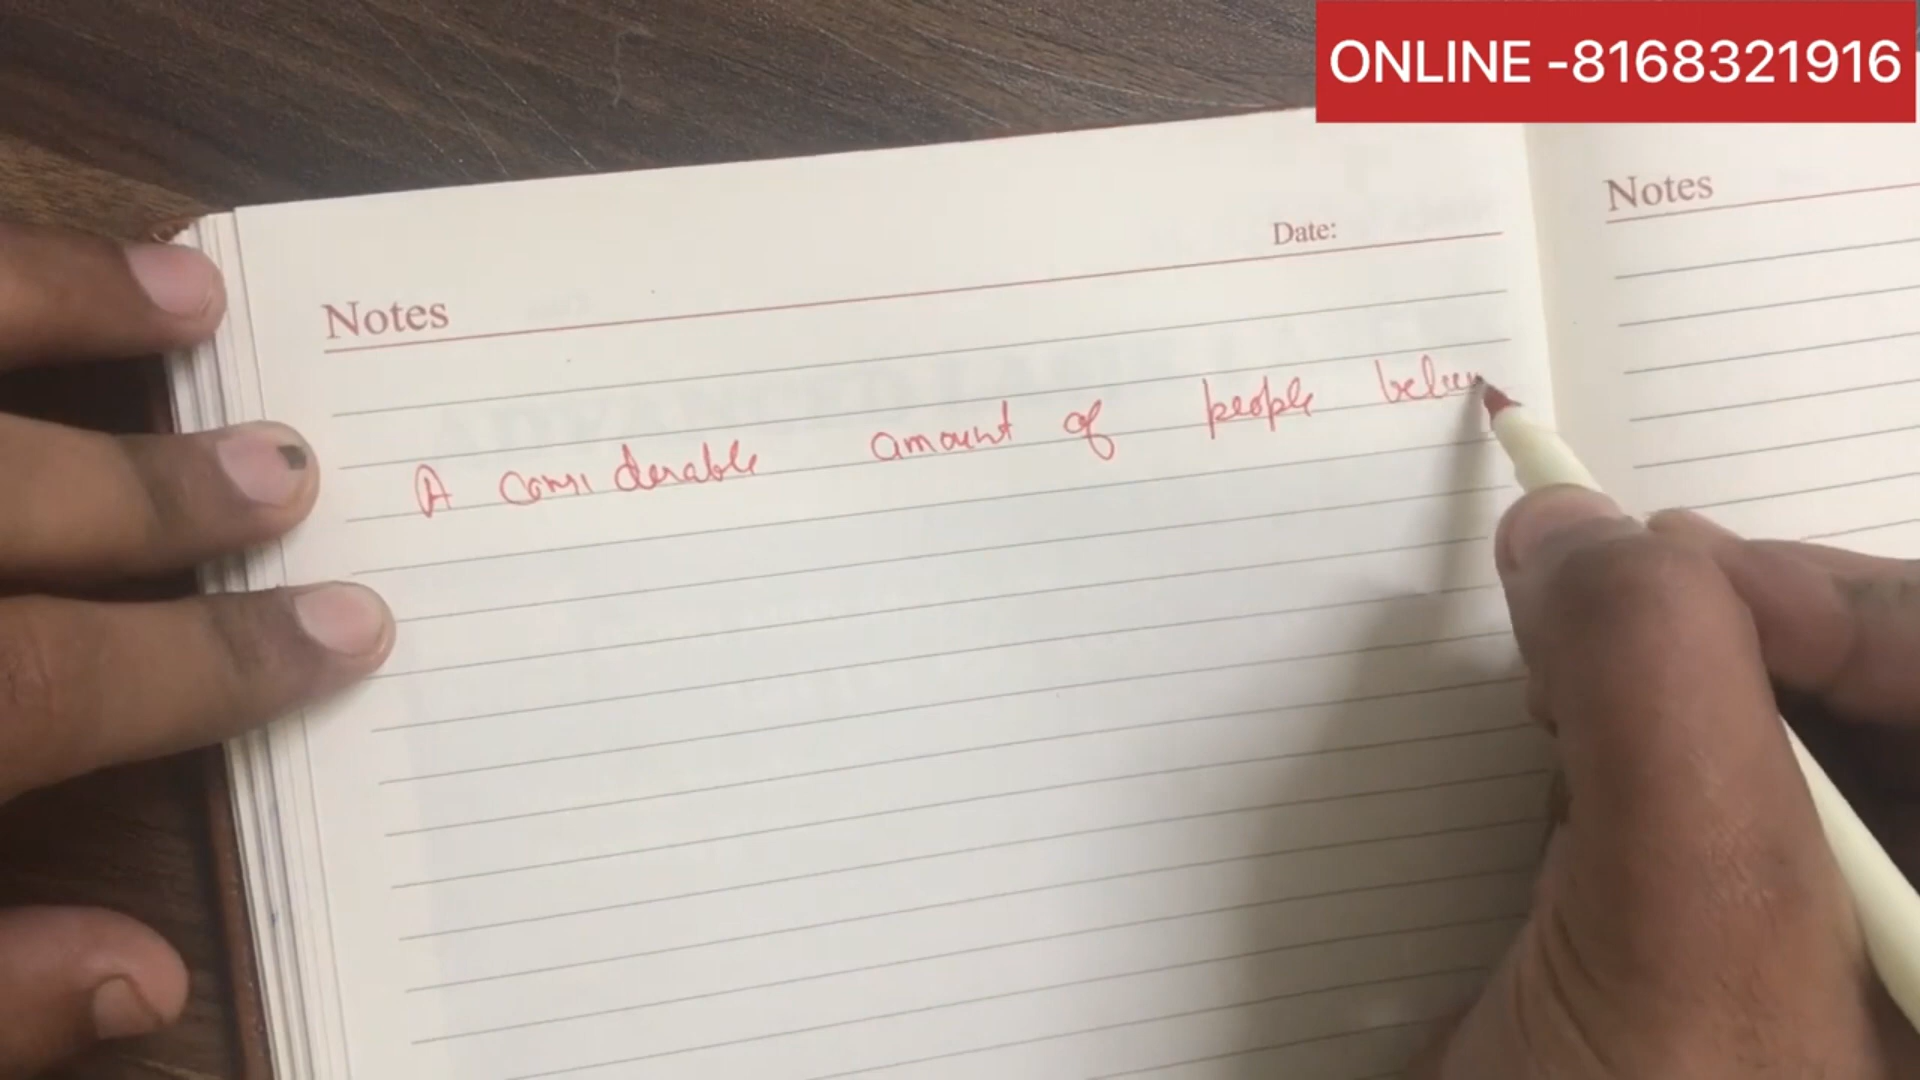 ONLINE -8168321916
Notes
Date:
Notes
A considerable amount of people